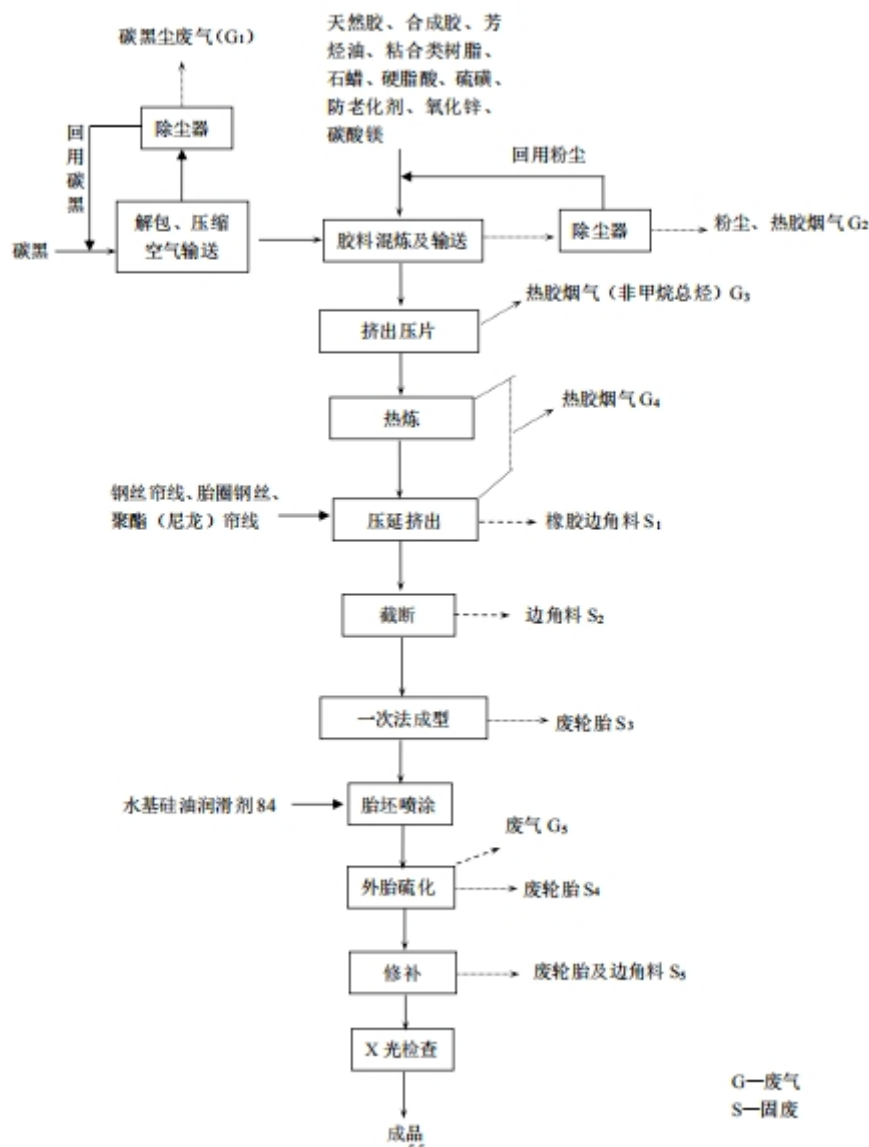 碳黑尘废气(G₁)
天然胶、合成胶、芳
烃油、粘合类树脂、
石蜡、硬脂酸、硫磺、
防老化剂、氧化锌、
碳酸镁
除尘器
回用碳黑
回用粉尘
碳黑
解包、压缩
空气输送
胶料混炼及输送
除尘器
粉尘、热胶烟气 G₂
热胶烟气（非甲烷总烃）G₃
挤出压片
热炼
热胶烟气 G₄
钢丝帘线、胎圈钢丝、
聚酯（尼龙）帘线
压延挤出
橡胶边角料 S₁
截断
边角料 S₂
一次法成型
废轮胎 S₃
水基硅油润滑剂 84
胎坯喷涂
废气 G₅
外胎硫化
废轮胎 S₄
修补
废轮胎及边角料 S₅
X 光检查
G—废气
S—固废
成品